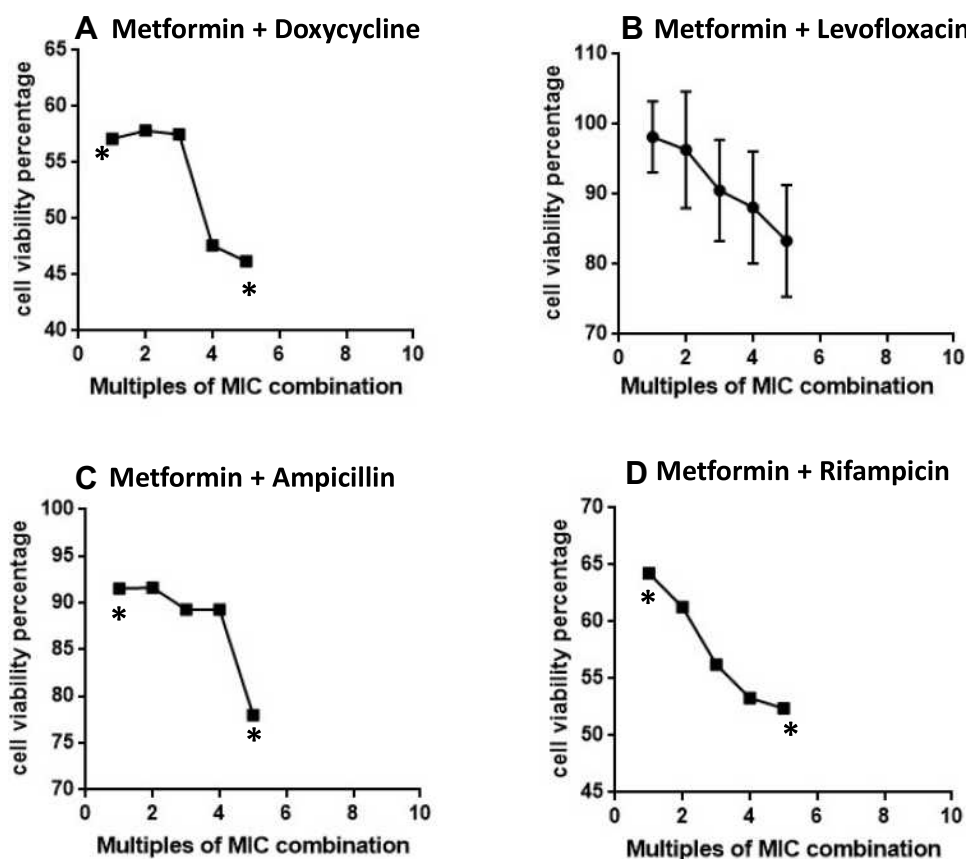 A Metformin + Doxycycline
65
60
55
50
45
40
cell viability percentage
*
*
0 2 4 6 8 10
Multiples of MIC combination
B Metformin + Levofloxacin
110
100
90
80
70
cell viability percentage
0 2 4 6 8 10
Multiples of MIC combination
C Metformin + Ampicillin
100
95
90
85
80
75
70
cell viability percentage
*
*
0 2 4 6 8 10
Multiples of MIC combination
D Metformin + Rifampicin
70
65
60
55
50
45
cell viability percentage
*
*
0 2 4 6 8 10
Multiples of MIC combination